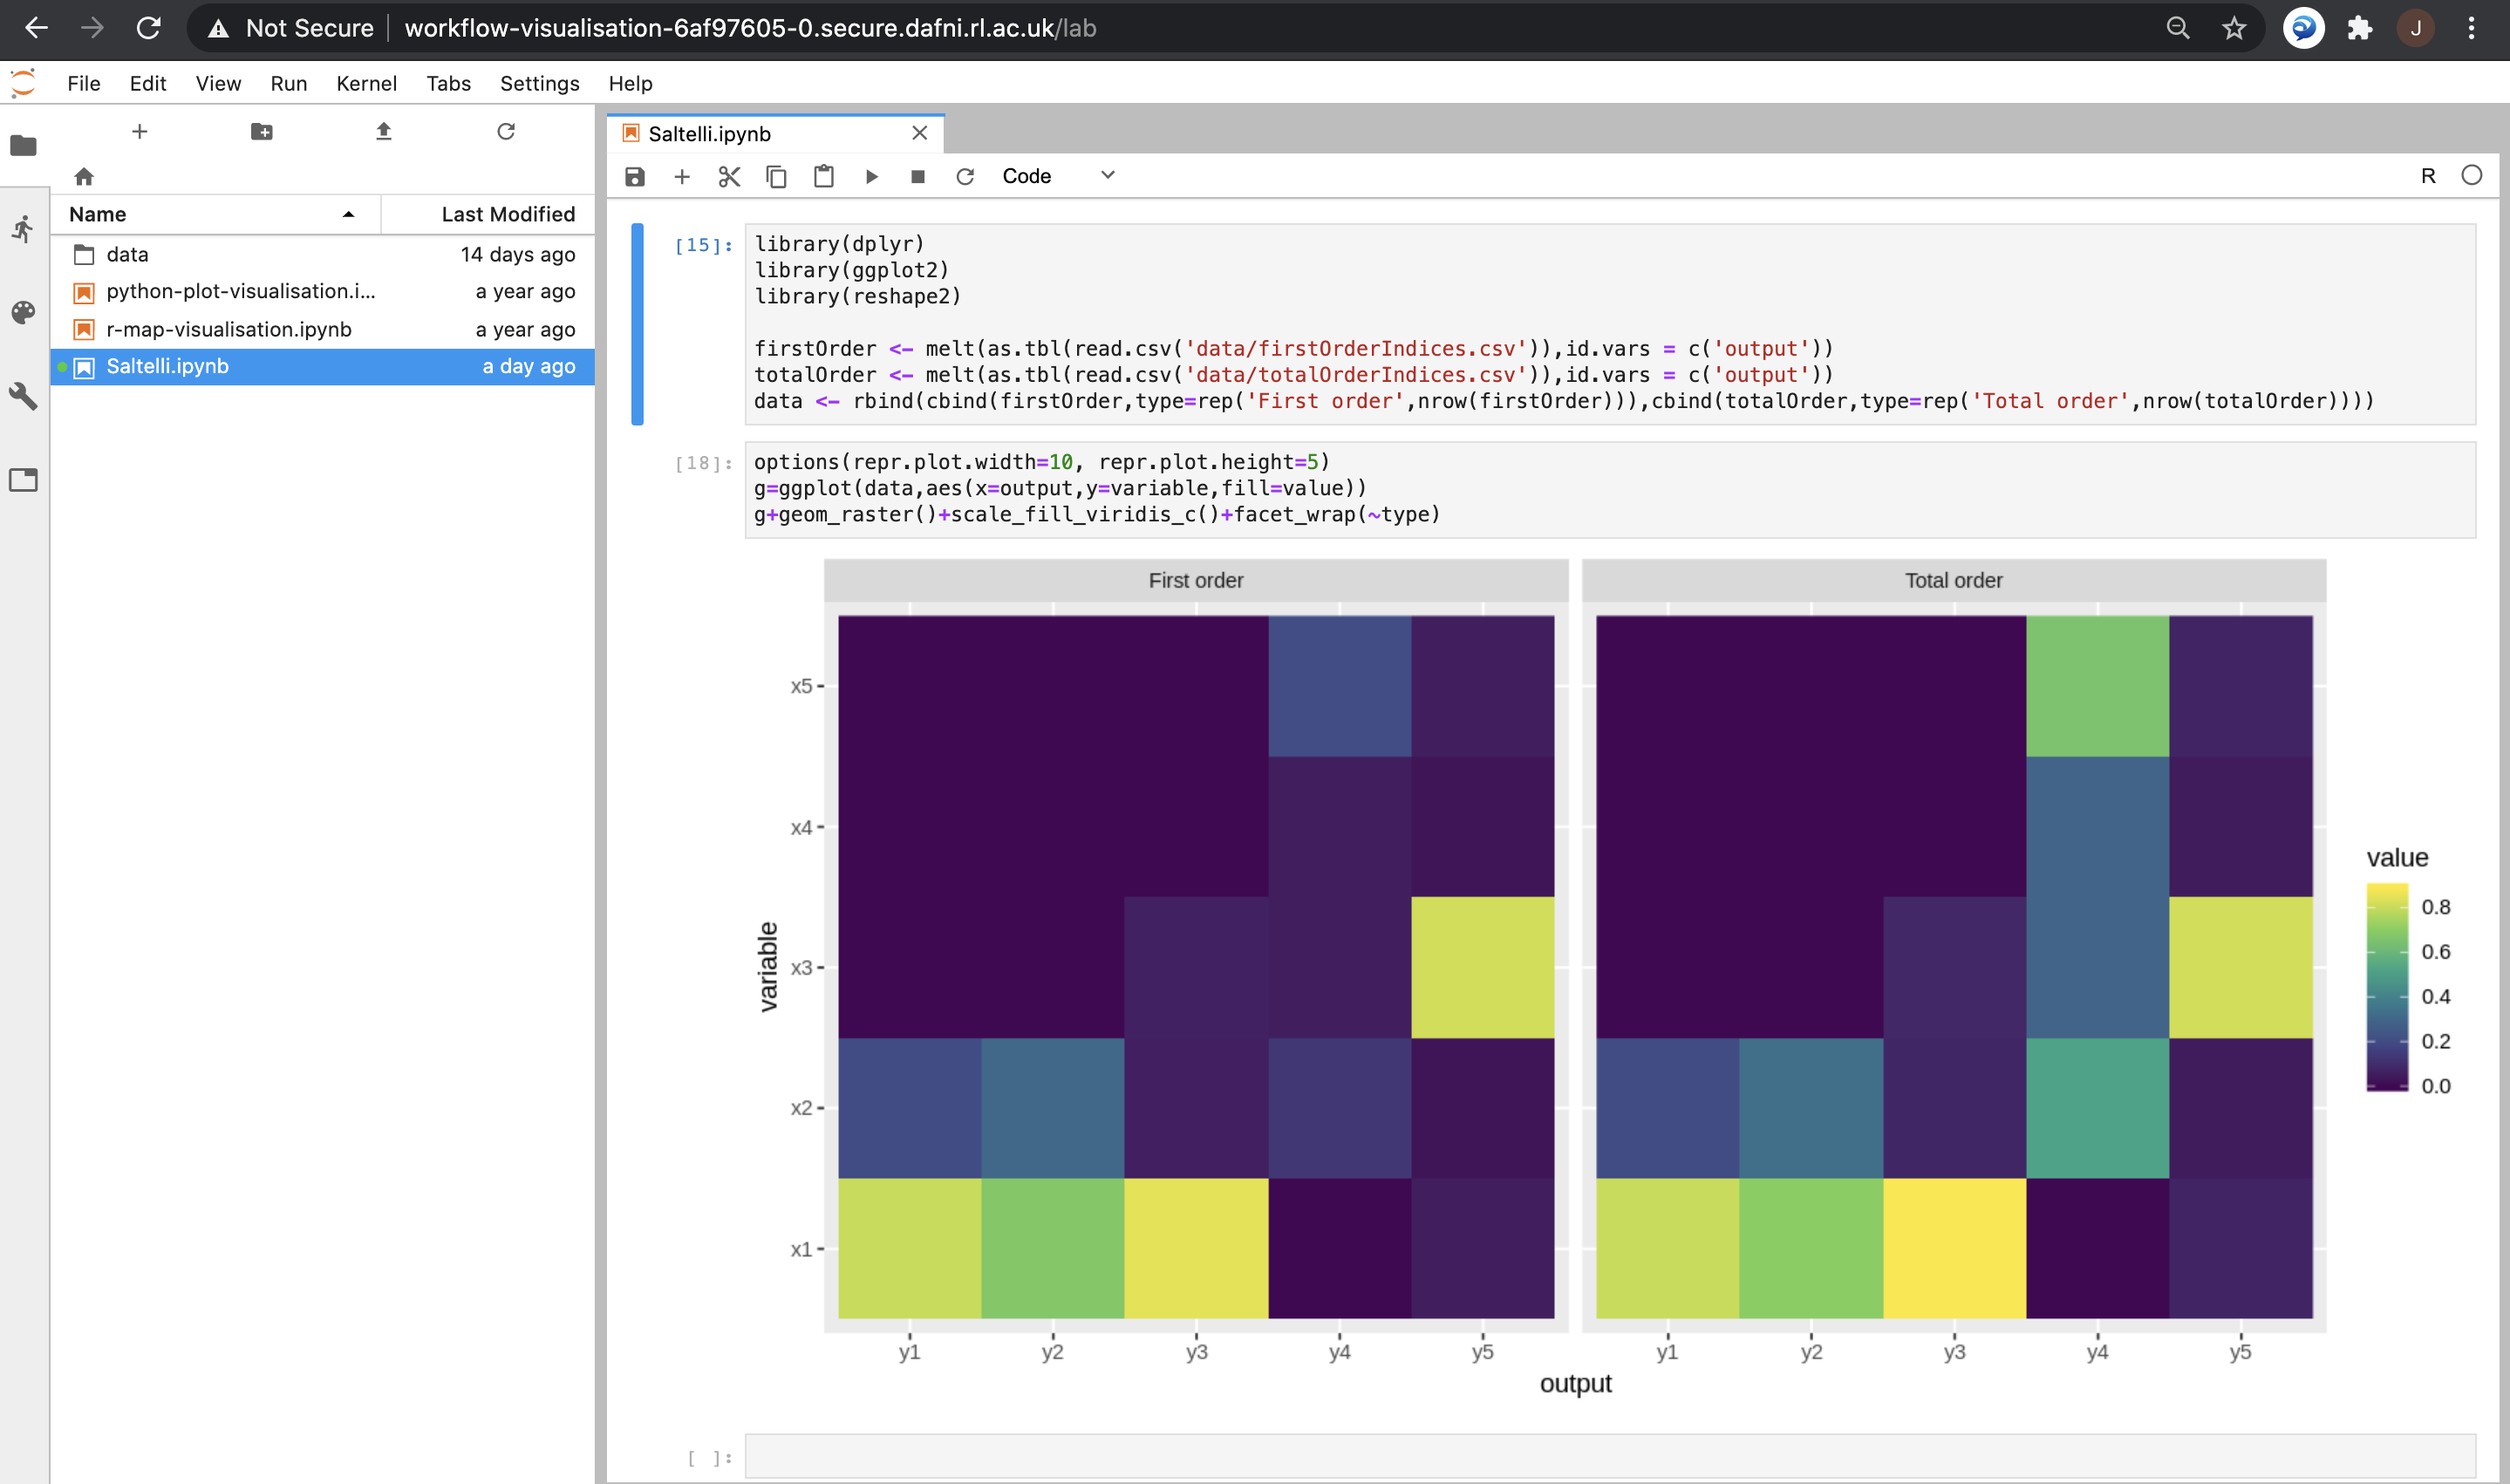 Not Secure workflow-visualisation-6af97605-0.secure.dafni.rl.ac.uk/lab J
File Edit View Run Kernel Tabs Settings Help
Name Last Modified
data 14 days ago
python-plot-visualisation.i... a year ago
r-map-visualisation.ipynb a year ago
Saltelli.ipynb a day ago
Saltelli.ipynb
Code R
[15]:
library(dplyr)
library(ggplot2)
library(reshape2)
firstOrder <- melt(as.tbl(read.csv('data/firstOrderIndices.csv')),id.vars = c('output'))
totalOrder <- melt(as.tbl(read.csv('data/totalOrderIndices.csv')),id.vars = c('output'))
data <- rbind(cbind(firstOrder,type=rep('First order',nrow(firstOrder))),cbind(totalOrder,type=rep('Total order',nrow(totalOrder))))
[18]:
options(repr.plot.width=10, repr.plot.height=5)
g=ggplot(data,aes(x=output,y=variable,fill=value))
g+geom_raster()+scale_fill_viridis_c()+facet_wrap(~type)
First order Total order
variable
x5
x4
x3
x2
x1
y1 y2 y3 y4 y5 y1 y2 y3 y4 y5
output
value
0.8
0.6
0.4
0.2
0.0
[ ]: